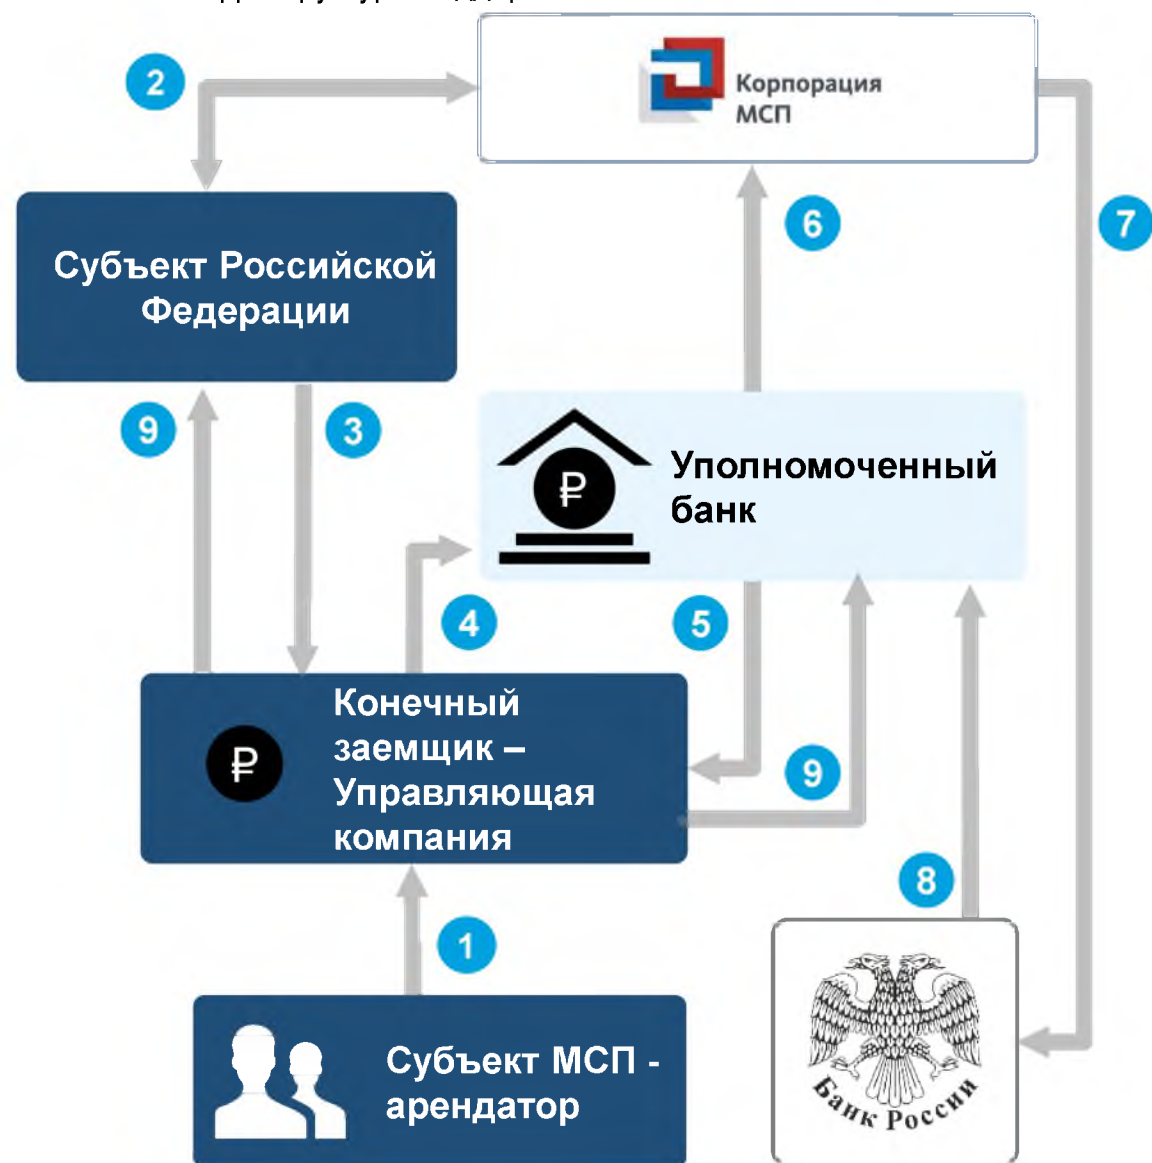 2
Корпорация
МСП
7
6
Субъект Российской
Федерации
9
3
₽
Уполномоченный
банк
4
5
Конечный
заемщик –
Управляющая
компания
₽
9
8
1
Субъект МСП -
арендатор
Банк России